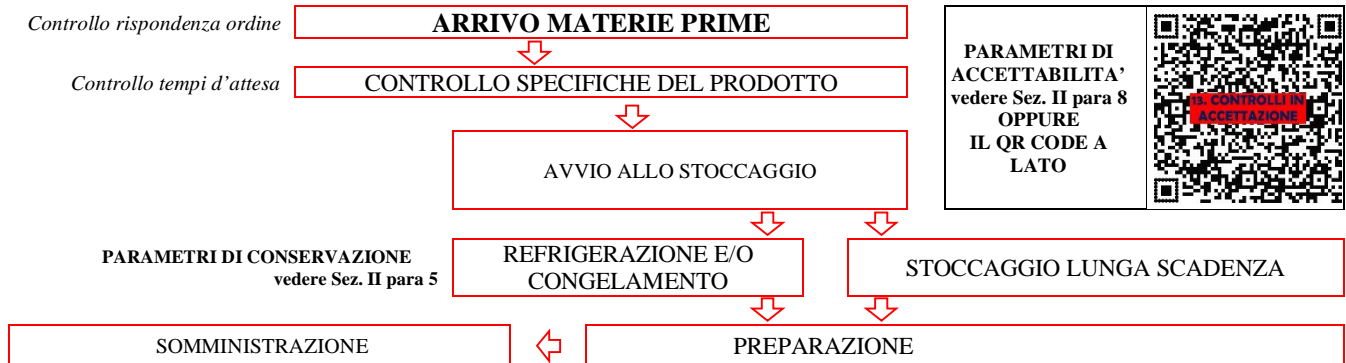 Controllo rispondenza ordine
ARRIVO MATERIE PRIME
Controllo tempi d'attesa
CONTROLLO SPECIFICHE DEL PRODOTTO
PARAMETRI DI
ACCETTABILITA'
vedere Sez. II para 8
OPPURE
IL QR CODE A
LATO
13. CONTROLLI IN
ACCETTAZIONE
AVVIO ALLO STOCCAGGIO
PARAMETRI DI CONSERVAZIONE
vedere Sez. II para 5
REFRIGERAZIONE E/O
CONGELAMENTO
STOCCAGGIO LUNGA SCADENZA
SOMMINISTRAZIONE
PREPARAZIONE